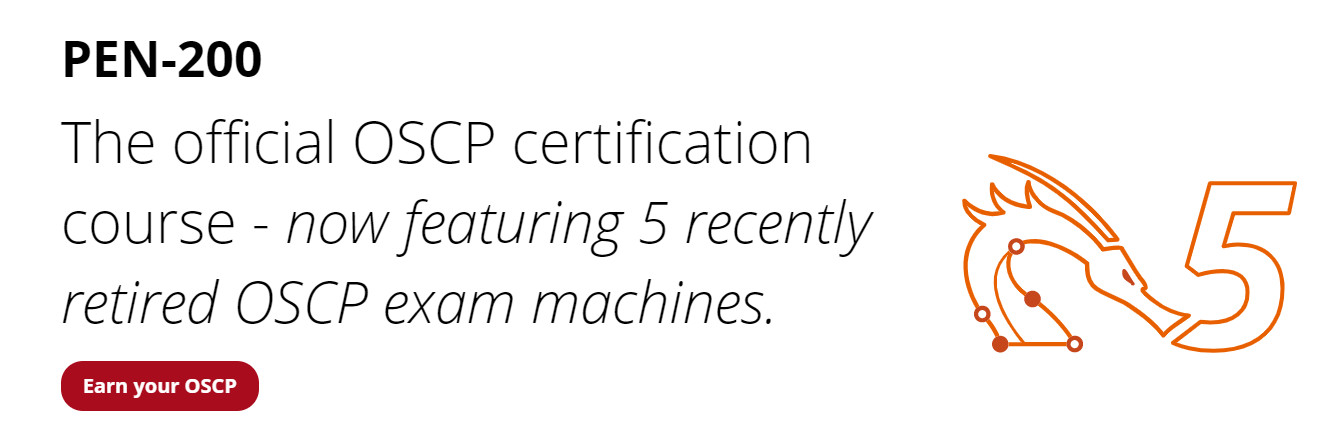 PEN-200
The official OSCP certification
course - now featuring 5 recently
retired OSCP exam machines.
5
Earn your OSCP